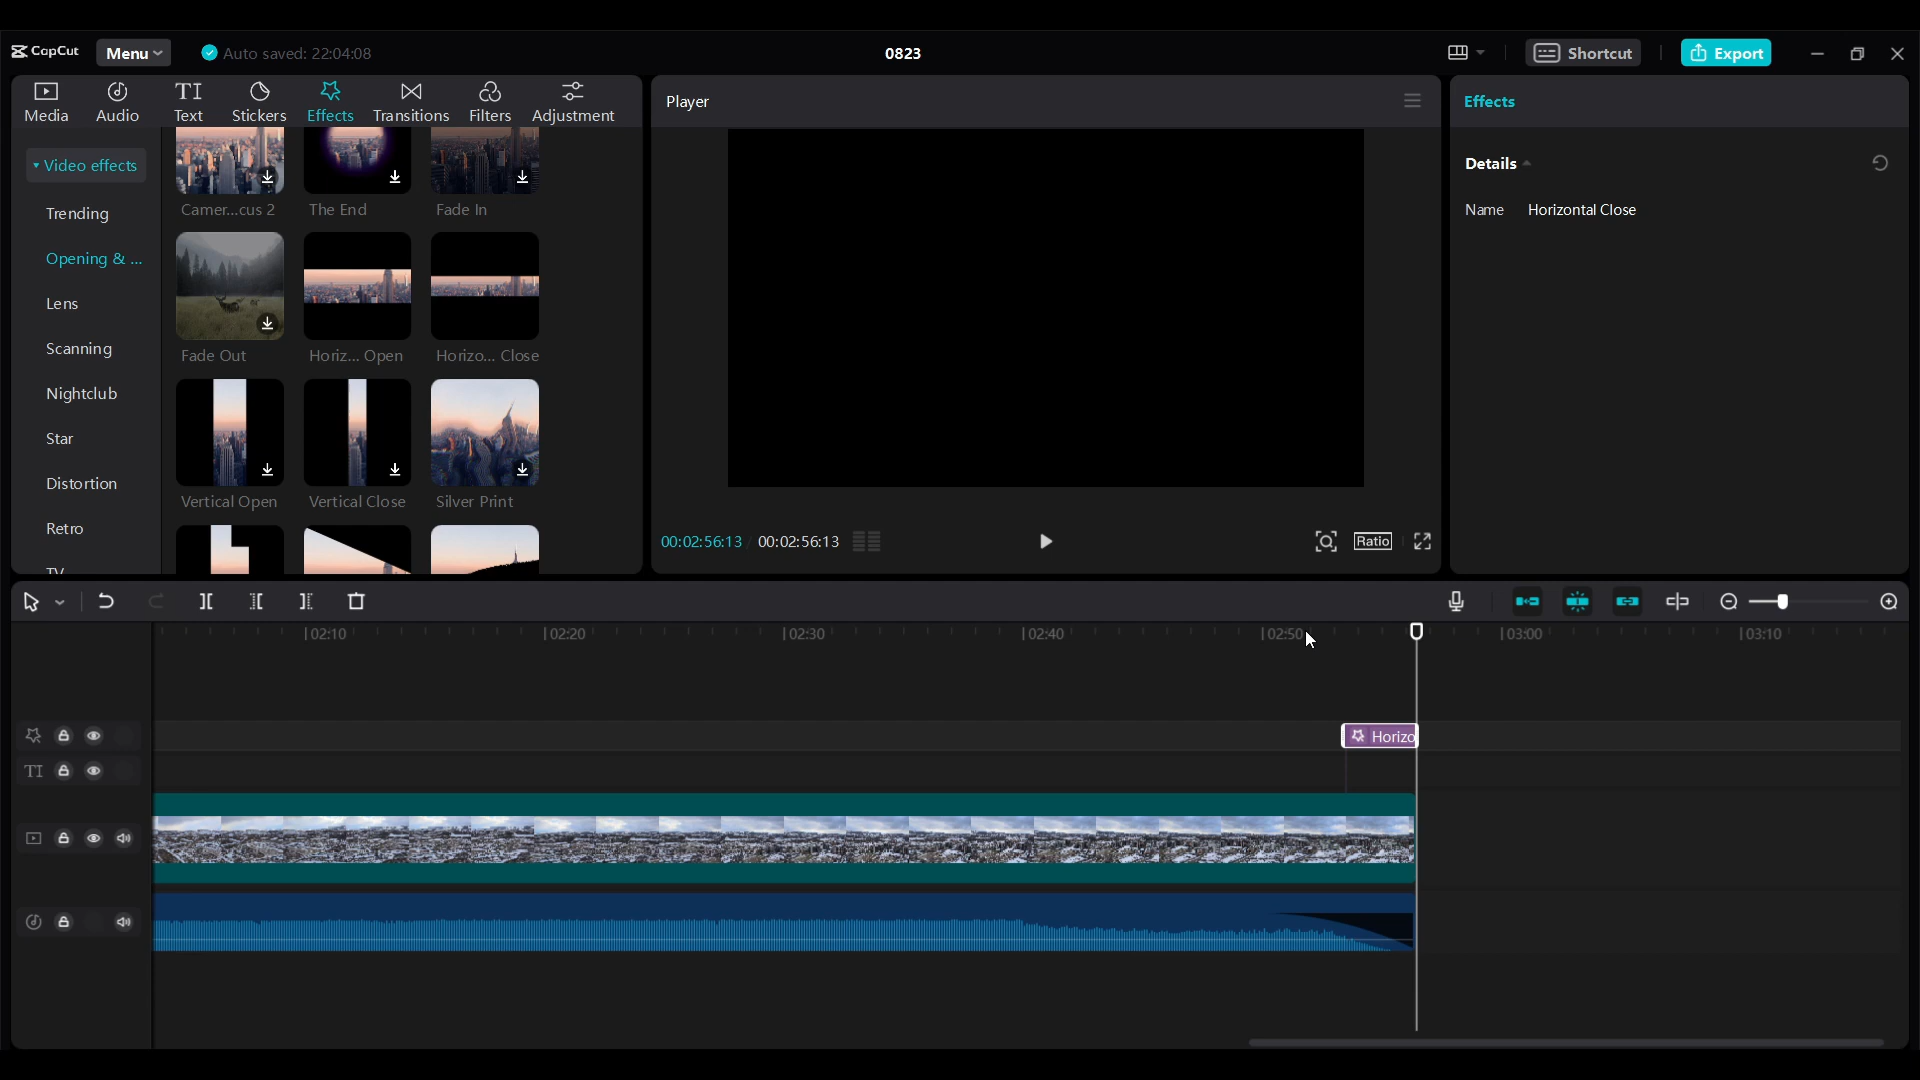 CapCut Menu Auto saved: 22:04:08 0823 Shortcut Export
Media Audio Text Stickers Effects Transitions Filters Adjustment
Video effects
Trending
Opening & ...
Lens
Scanning
Nightclub
Star
Distortion
Retro
TV
Camer...cus 2 The End Fade In
Fade Out Horiz... Open Horizo... Close
Vertical Open Vertical Close Silver Print
Player
00:02:56:13 / 00:02:56:13 Ratio
Effects
Details
Name Horizontal Close
02:10 02:20 02:30 02:40 02:50 03:00 03:10
Horizo
TI